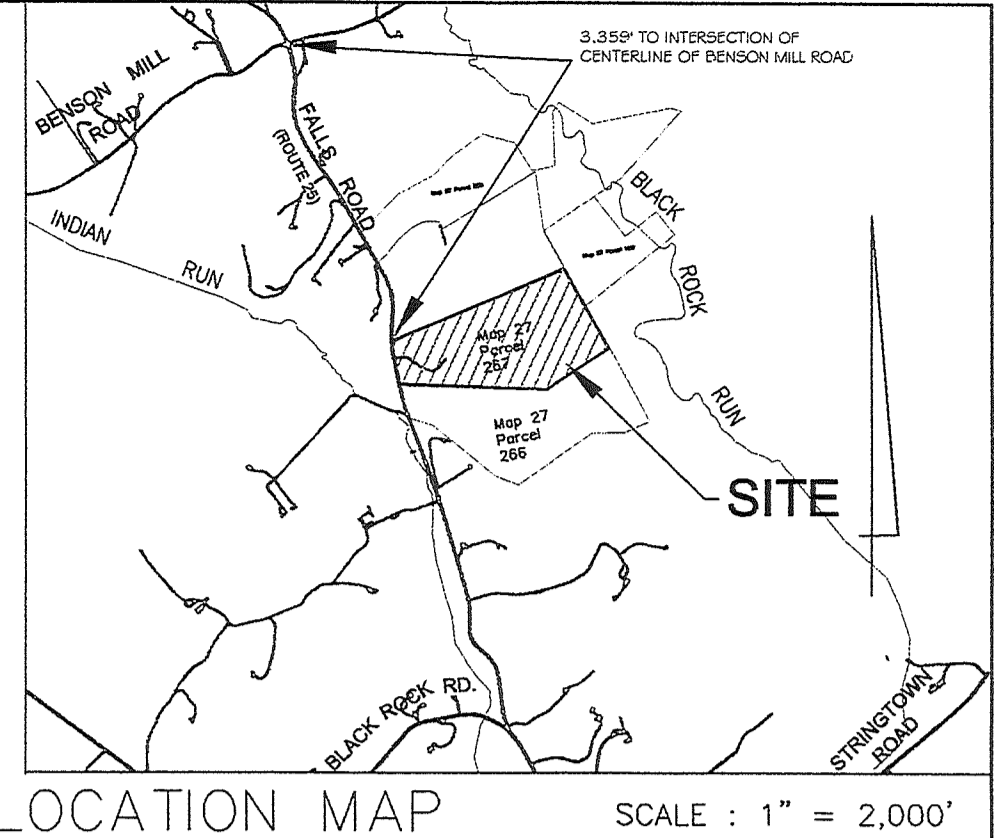 3.359' TO INTERSECTION OF
CENTERLINE OF BENSON MILL ROAD
BENSON MILL
ROAD
FALLS ROAD
(ROUTE 25)
INDIAN RUN
BLACK ROCK RUN
Map 27
Parcel
267
Map 27
Parcel
266
SITE
BLACK ROCK RD.
STRINGTOWN
ROAD
LOCATION MAP
SCALE : 1" = 2,000'